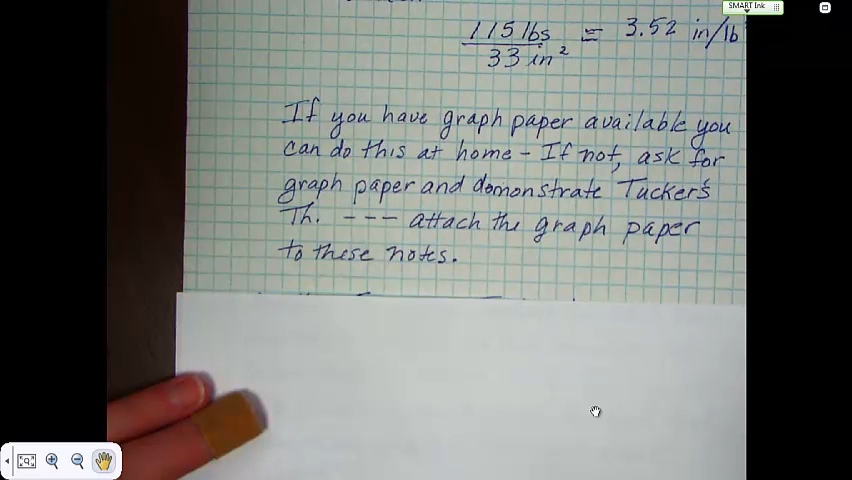 SMART Ink
115 lbs ≈ 3.52 in/lb
33 in²
If you have graph paper available you
can do this at home - If not, ask for
graph paper and domonstrate Tucker's
Th. --- attach the graph paper
to these notes.